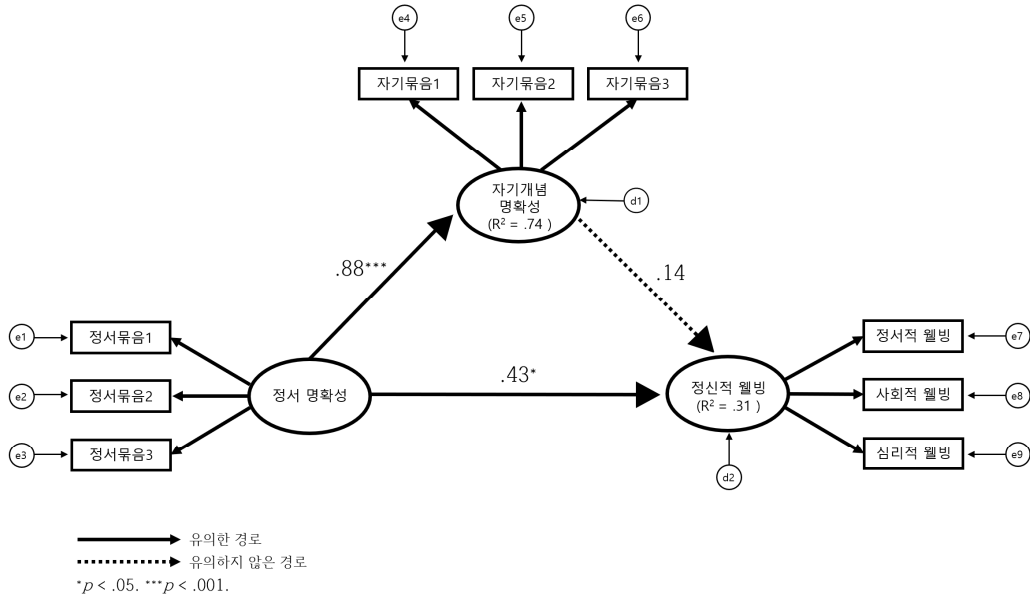 e4
e5
e6
자기묶음1
자기묶음2
자기묶음3
자기개념
명확성
(R² = .74 )
d1
.88***
.14
e1
정서묶음1
e2
정서묶음2
e3
정서묶음3
정서 명확성
.43*
정신적 웰빙
(R² = .31 )
d2
정서적 웰빙
e7
사회적 웰빙
e8
심리적 웰빙
e9
유의한 경로
유의하지 않은 경로
*p < .05. ***p < .001.